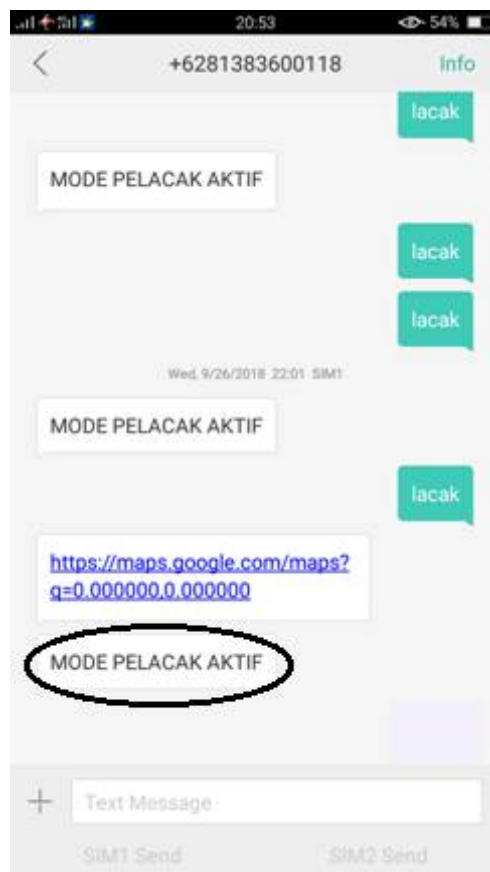 20:53
54%
+6281383600118
Info
lacak
MODE PELACAK AKTIF
lacak
lacak
Wed, 9/26/2018 22:01 SIM1
MODE PELACAK AKTIF
lacak
https://maps.google.com/maps?
q=0.000000,0.000000
MODE PELACAK AKTIF
Text Message
SIM1 Send
SIM2 Send